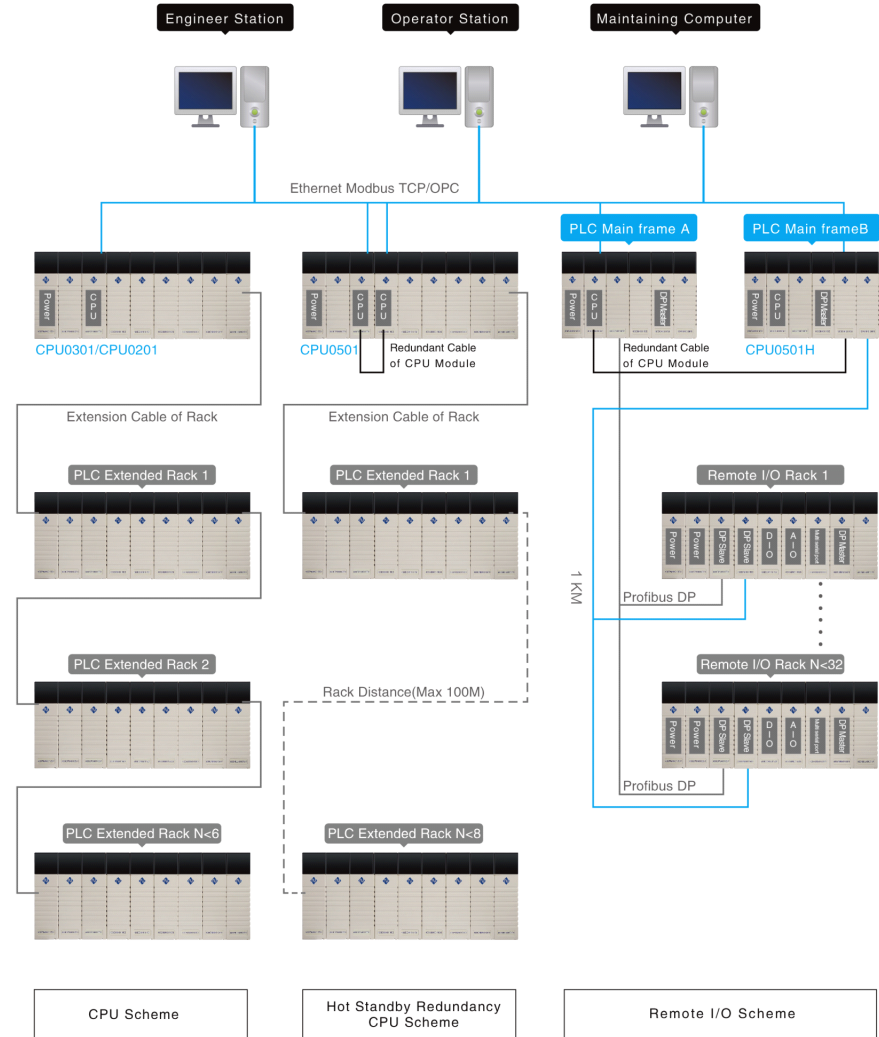 Engineer Station
Operator Station
Maintaining Computer
Ethernet Modbus TCP/OPC
PLC Main frame A
PLC Main frameB
Power
CPU
Power
CPU
CPU
Power
CPU
DP Master
Power
CPU
DP Master
CPU0301/CPU0201
CPU0501
Redundant Cable
of CPU Module
Redundant Cable
of CPU Module
CPU0501H
Extension Cable of Rack
Extension Cable of Rack
PLC Extended Rack 1
PLC Extended Rack 1
Remote I/O Rack 1
Power
Power
DP Slave
DP Slave
DIO
AIO
Multi serial port
DP Master
1 KM
Profibus DP
PLC Extended Rack 2
Rack Distance(Max 100M)
Remote I/O Rack N<32
Power
Power
DP Slave
DP Slave
DIO
AIO
Multi serial port
DP Master
Profibus DP
PLC Extended Rack N<6
PLC Extended Rack N<8
CPU Scheme
Hot Standby Redundancy
CPU Scheme
Remote I/O Scheme